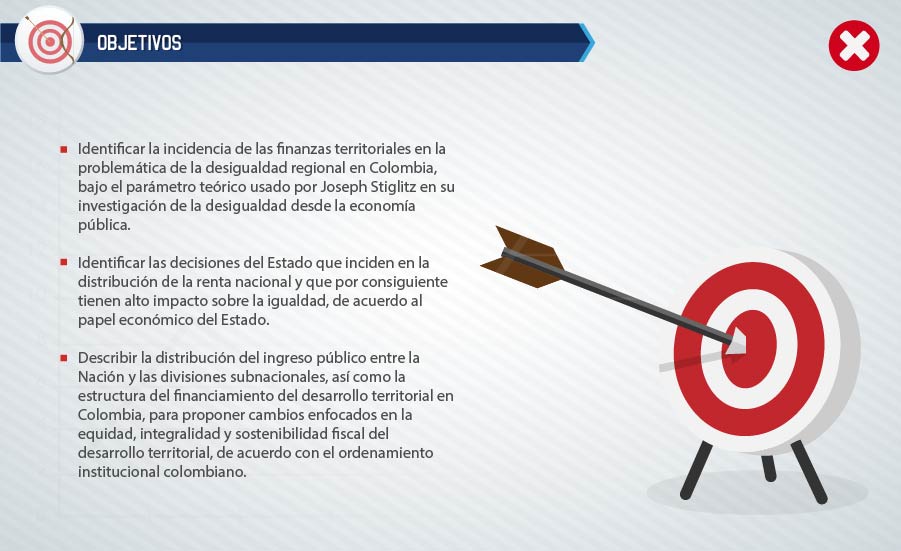 OBJETIVOS
Identificar la incidencia de las finanzas territoriales en la
problemática de la desigualdad regional en Colombia,
bajo el parámetro teórico usado por Joseph Stiglitz en su
investigación de la desigualdad desde la economía
pública.
Identificar las decisiones del Estado que inciden en la
distribución de la renta nacional y que por consiguiente
tienen alto impacto sobre la igualdad, de acuerdo al
papel económico del Estado.
Describir la distribución del ingreso público entre la
Nación y las divisiones subnacionales, así como la
estructura del financiamiento del desarrollo territorial en
Colombia, para proponer cambios enfocados en la
equidad, integralidad y sostenibilidad fiscal del
desarrollo territorial, de acuerdo con el ordenamiento
institucional colombiano.